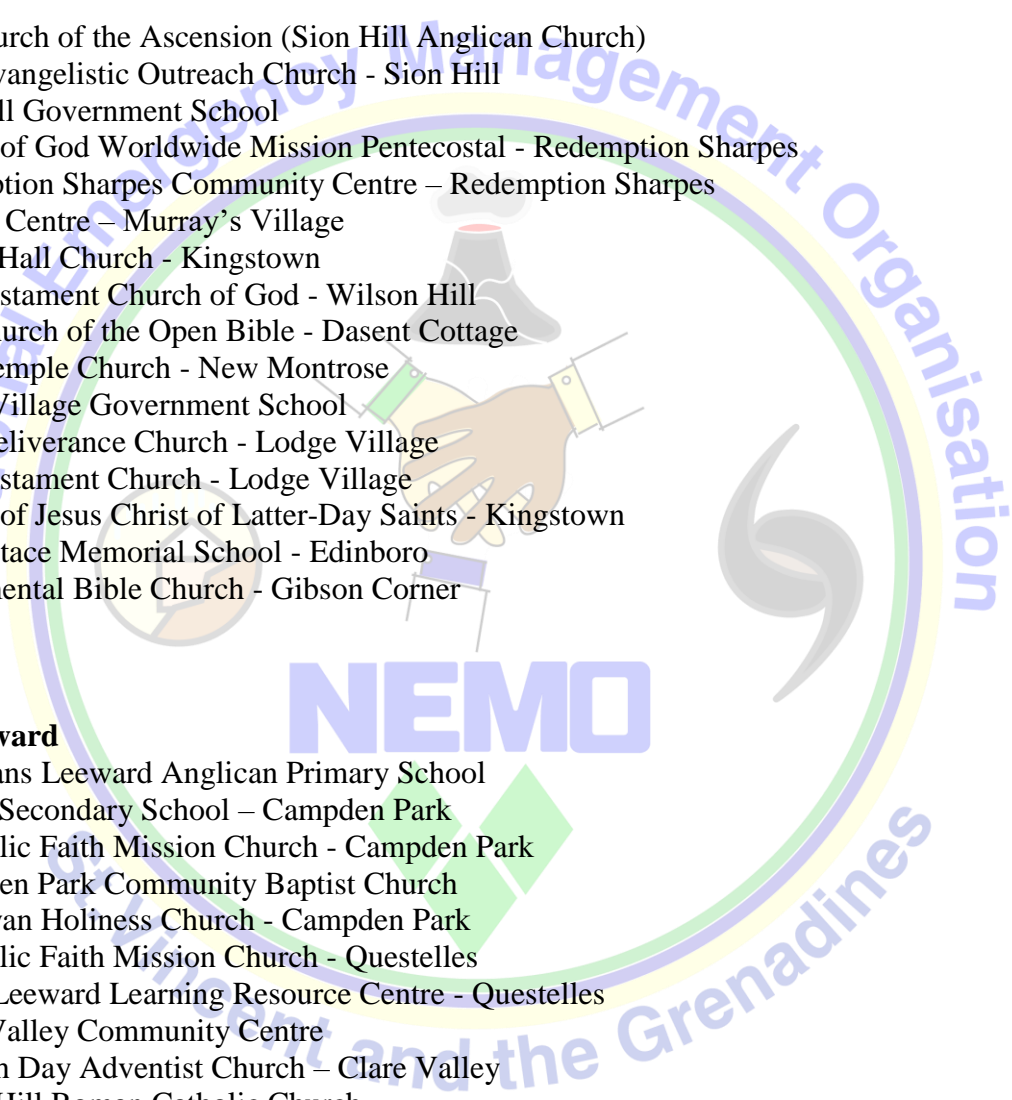 urch of the Ascension (Sion Hill Anglican Church)
vangelistic Outreach Church - Sion Hill
ll Government School
of God Worldwide Mission Pentecostal - Redemption Sharpes
tion Sharpes Community Centre – Redemption Sharpes
Centre – Murray’s Village
Hall Church - Kingstown
stament Church of God - Wilson Hill
urch of the Open Bible - Dasent Cottage
emple Church - New Montrose
Village Government School
eliverance Church - Lodge Village
stament Church - Lodge Village
of Jesus Christ of Latter-Day Saints - Kingstown
tace Memorial School - Edinboro
ental Bible Church - Gibson Corner
ward
ans Leeward Anglican Primary School
Secondary School – Campden Park
lic Faith Mission Church - Campden Park
en Park Community Baptist Church
yan Holiness Church - Campden Park
lic Faith Mission Church - Questelles
Leeward Learning Resource Centre - Questelles
Valley Community Centre
h Day Adventist Church – Clare Valley
Hill Roman Catholic Church
onal Emergency Management Organisation
NEMO
St Vincent and the Grenadines